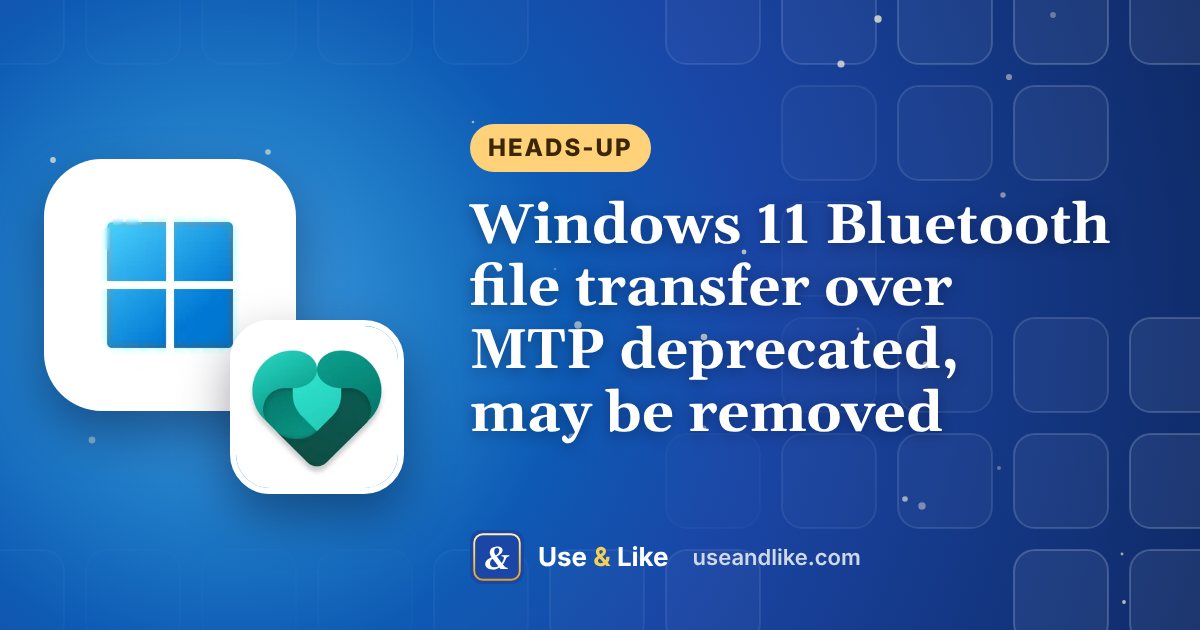 HEADS-UP
Windows 11 Bluetooth
file transfer over
MTP deprecated,
may be removed
& Use & Like useandlike.com